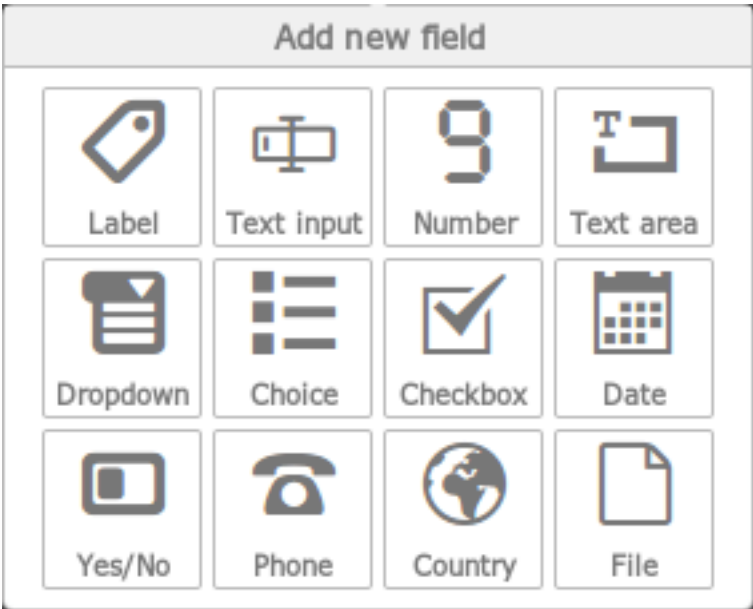 Add new field
Label Text input Number Text area
Dropdown Choice Checkbox Date
Yes/No Phone Country File